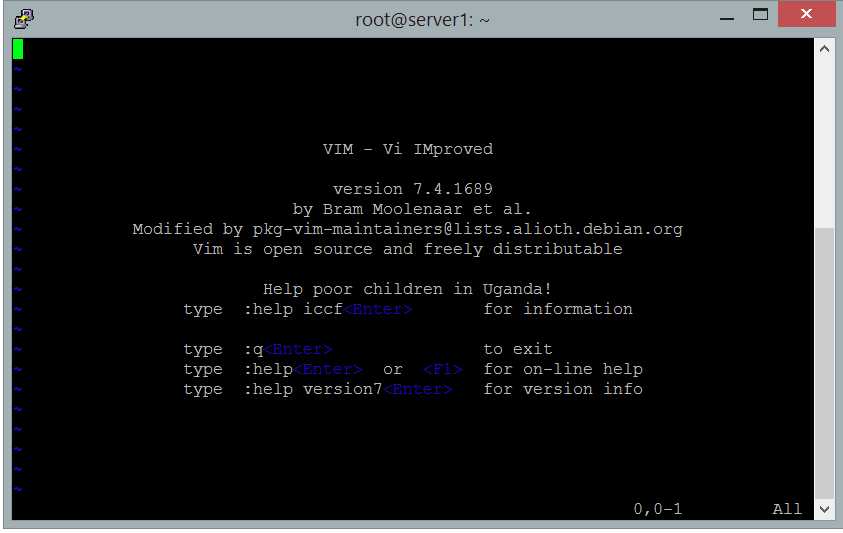 root@server1: ~
~
~
~
~
VIM - Vi IMproved
~
~ version 7.4.1689
~ by Bram Moolenaar et al.
~ Modified by pkg-vim-maintainers@lists.alioth.debian.org
~ Vim is open source and freely distributable
~
~ Help poor children in Uganda!
~ type :help iccf<Enter> for information
~
~ type :q<Enter> to exit
~ type :help<Enter> or <F1> for on-line help
~ type :help version7<Enter> for version info
~
~
~
~
~
0,0-1 All